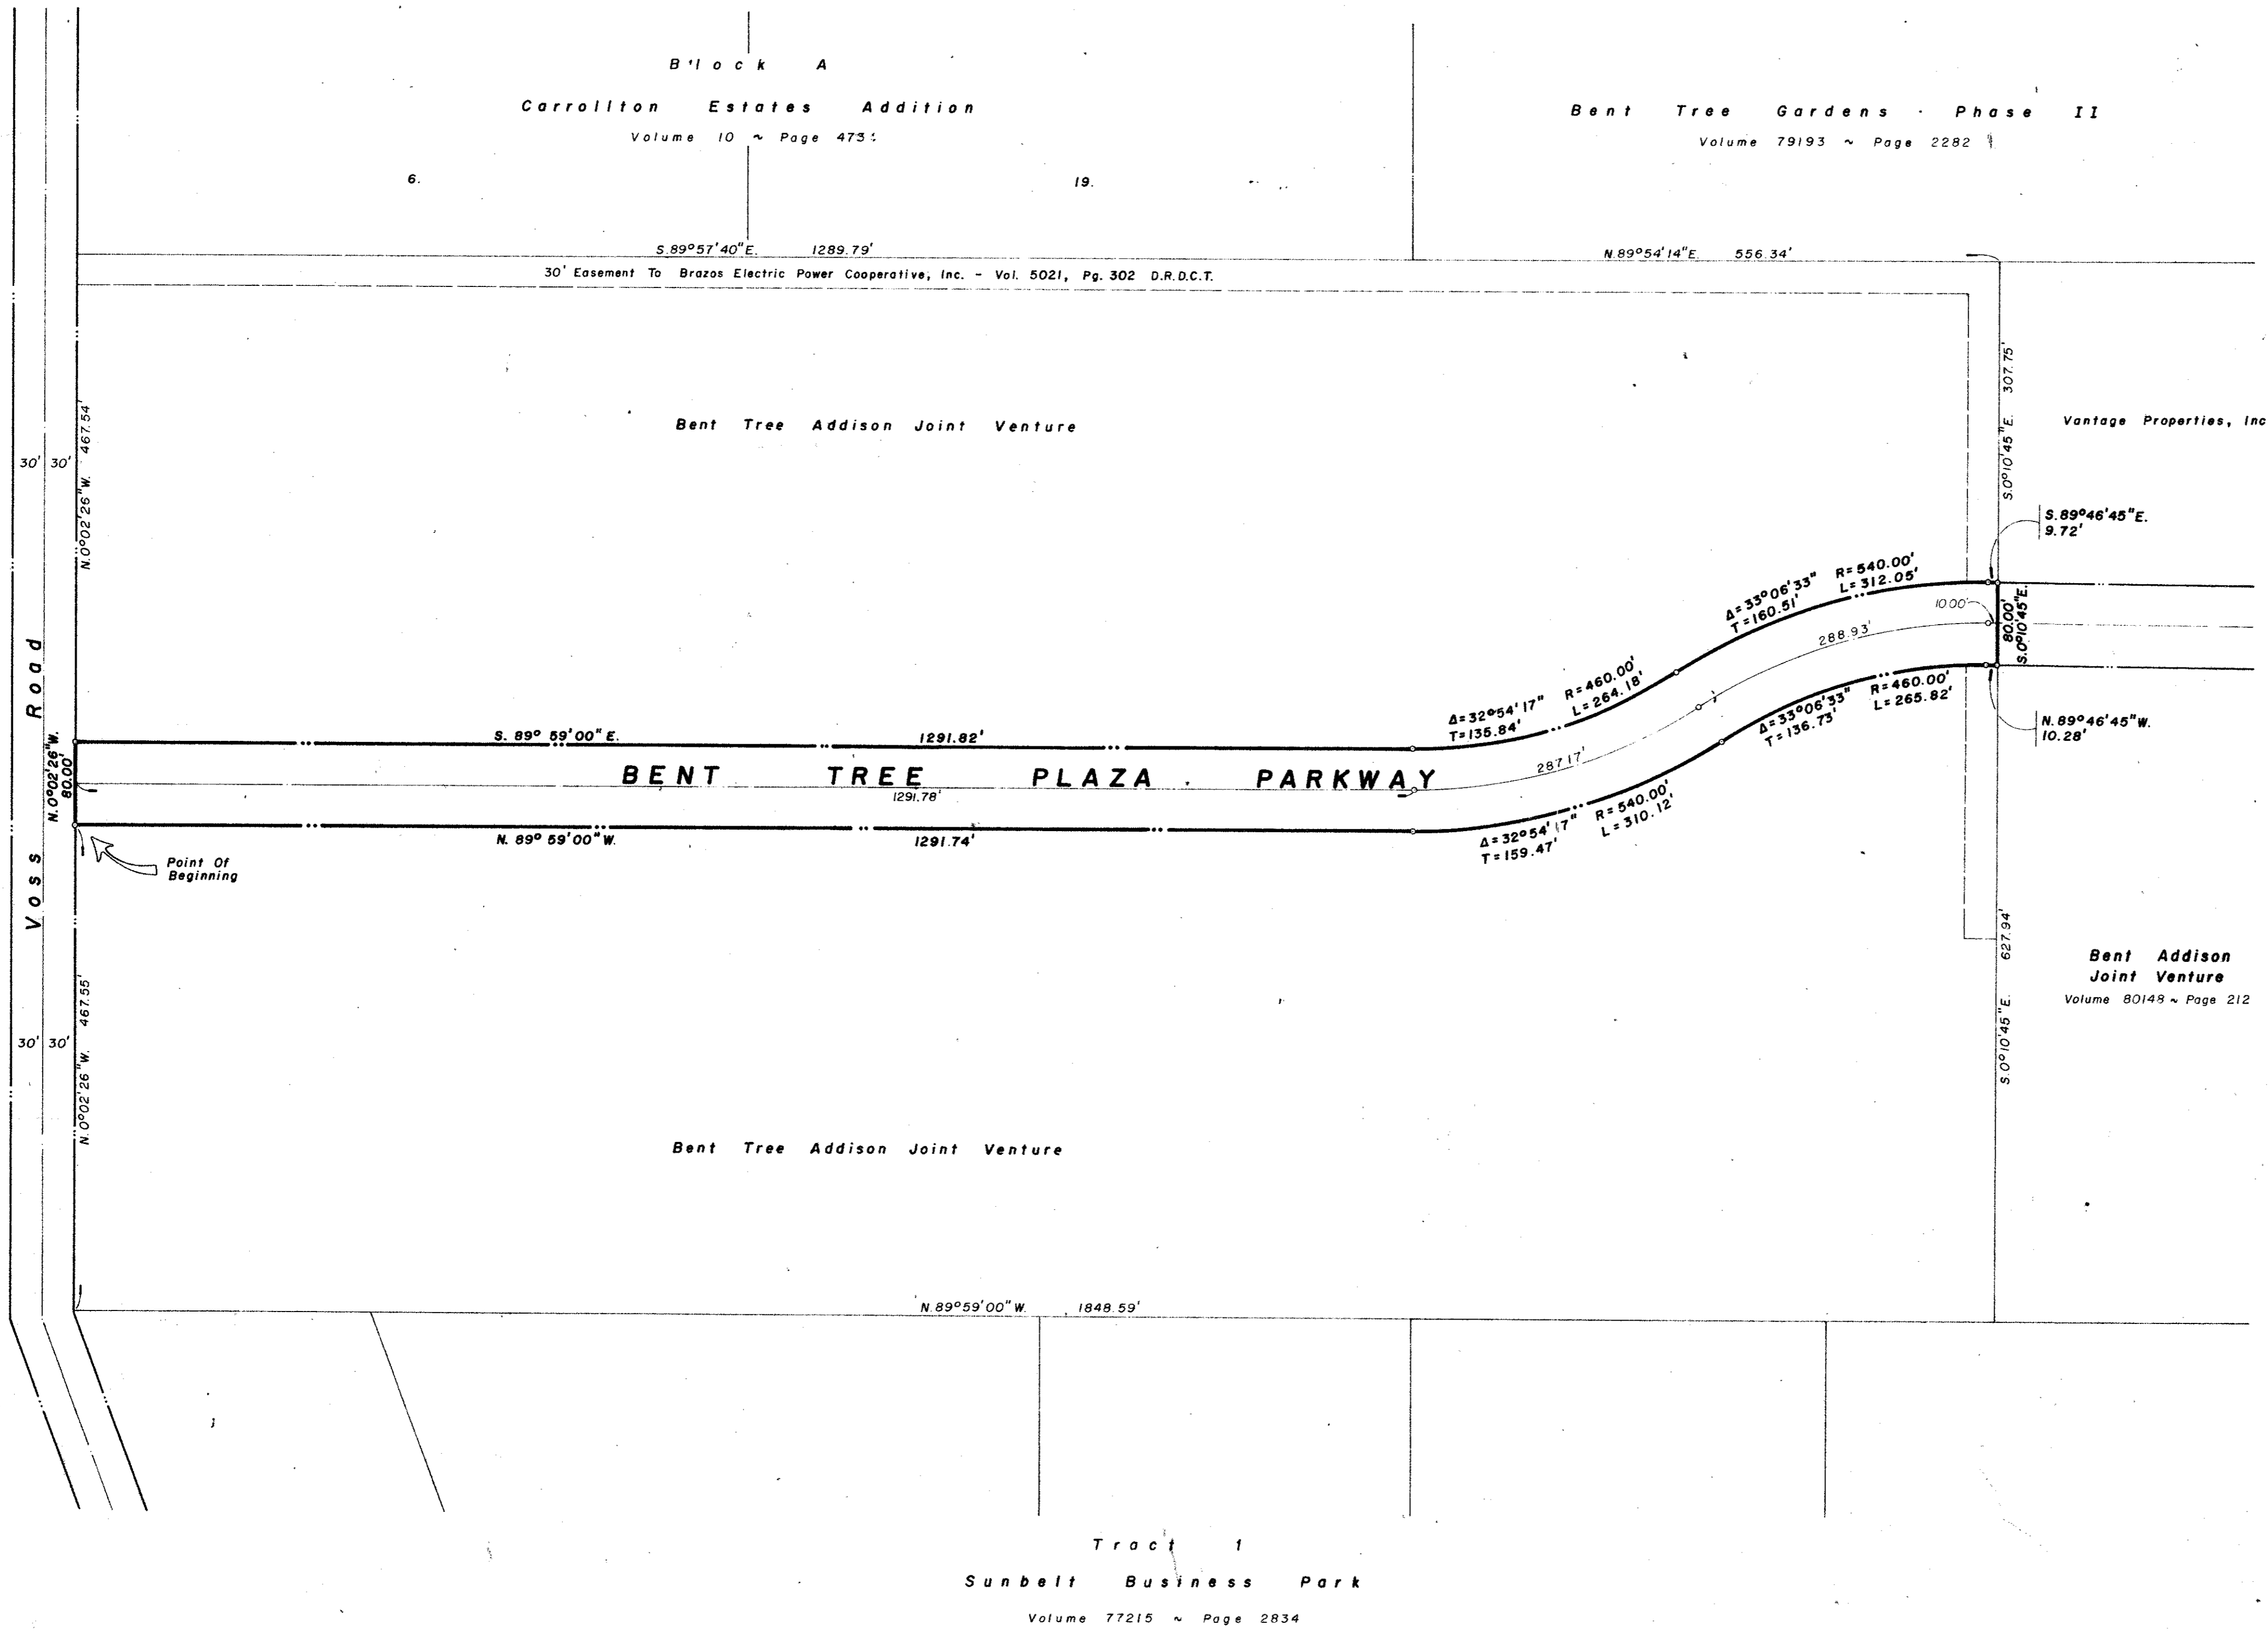 Block A
Carrollton Estates Addition
Volume 10 ~ Page 473
6.
19.
Bent Tree Gardens - Phase II
Volume 79193 ~ Page 2282
S.89°57'40"E. 1289.79'
N.89°54'14"E. 556.34'
30' Easement To Brazos Electric Power Cooperative, Inc. - Vol. 5021, Pg. 302 D.R.D.C.T.
Bent Tree Addison Joint Venture
Vantage Properties, Inc
S.0°10'45"E. 307.75'
N.0°02'26"W. 467.54'
30' 30'
S.89°46'45"E.
9.72'
Δ=33°06'33" R=540.00'
T=160.51' L=312.05'
10.00'
80.00'
S.0°10'45"E.
288.93'
Δ=32°54'17" R=460.00'
T=135.84' L=264.18'
Δ=33°06'33" R=460.00'
T=136.73' L=265.82'
N.89°46'45"W.
10.28'
Voss Road
N.0°02'26"W.
80.00'
S. 89° 59'00" E. 1291.82'
BENT TREE PLAZA PARKWAY
1291.78'
287.17'
N. 89° 59'00" W. 1291.74'
Δ=32°54'17" R=540.00'
T=159.47' L=310.12'
Point Of
Beginning
S.0°10'45"E. 627.94'
Bent Addison
Joint Venture
Volume 80148 ~ Page 212
N.0°02'26"W. 467.55'
30' 30'
Bent Tree Addison Joint Venture
N.89°59'00"W. 1848.59'
Tract 1
Sunbelt Business Park
Volume 77215 ~ Page 2834